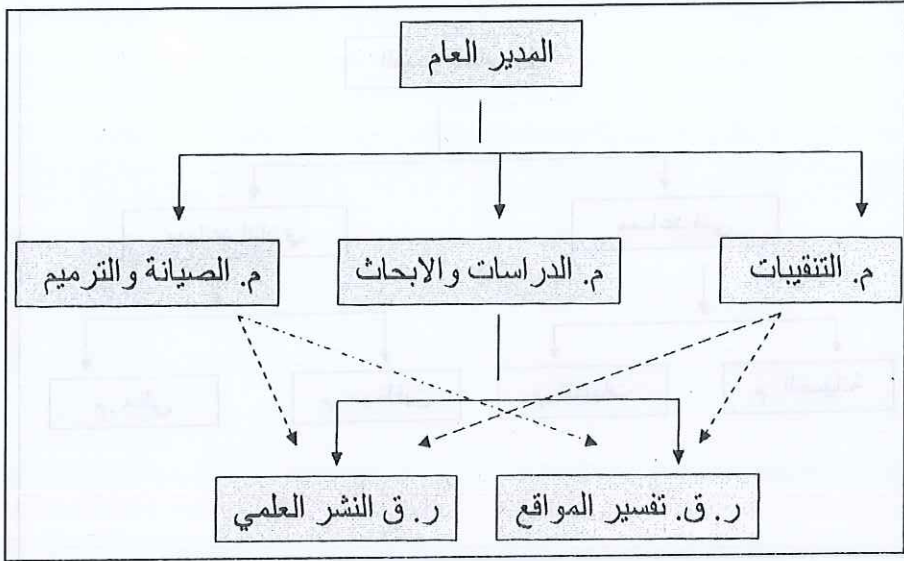 المدير العام
م. التنقيبات
م. الدراسات والابحاث
م. الصيانة والترميم
ر. ق. تفسير المواقع
ر. ق النشر العلمي